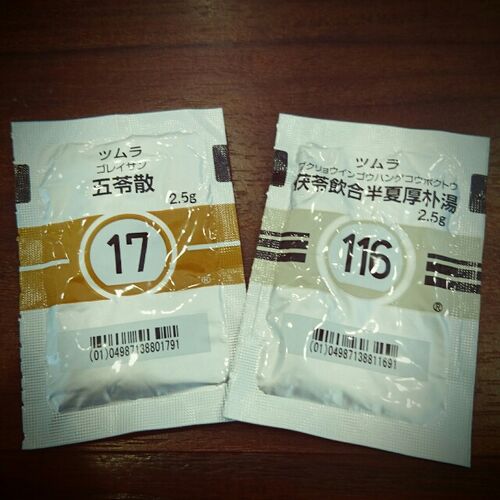 ツムラ
ゴレイサン
五苓散
2.5g
17
®
(01)04987138801791
ツムラ
ブクリョウインゴウハンゲコウボクトウ
茯苓飲合半夏厚朴湯
2.5g
116
®
(01)04987138811691